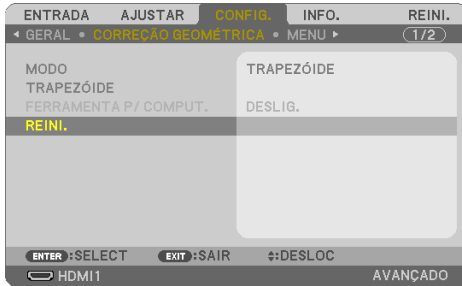 ENTRADA AJUSTAR CONFIG. INFO. REINI.
GERAL • CORREÇÃO GEOMÉTRICA • MENU 1/2
MODO TRAPEZÓIDE
TRAPEZÓIDE
FERRAMENTA P/ COMPUT. DESLIG.
REINI.
ENTER :SELECT EXIT :SAIR :DESLOC
HDMI1 AVANÇADO